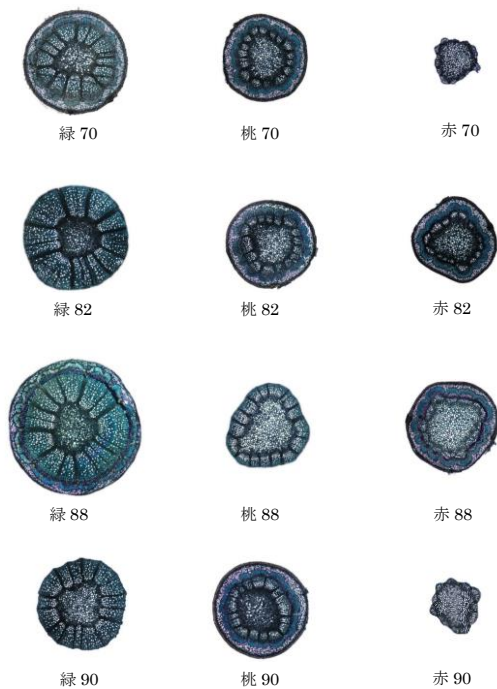 緑 70 桃 70 赤 70
緑 82 桃 82 赤 82
緑 88 桃 88 赤 88
緑 90 桃 90 赤 90